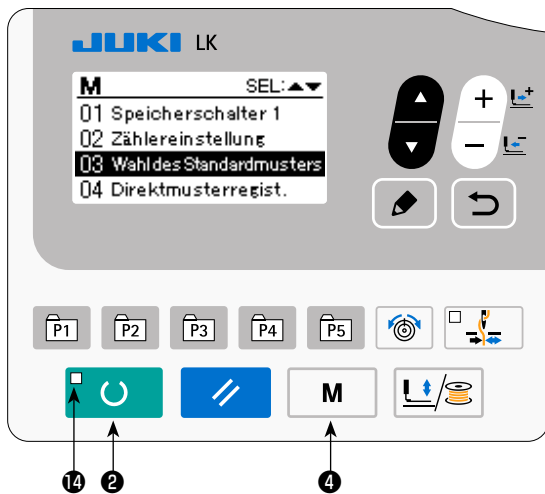 JUKI LK
M SEL:▲▼
01 Speicherschalter 1
02 Zählereinstellung
03 Wahl des Standardmusters
04 Direktmusterregist.
P1 P2 P3 P4 P5
M
⓮ ❷ ❹